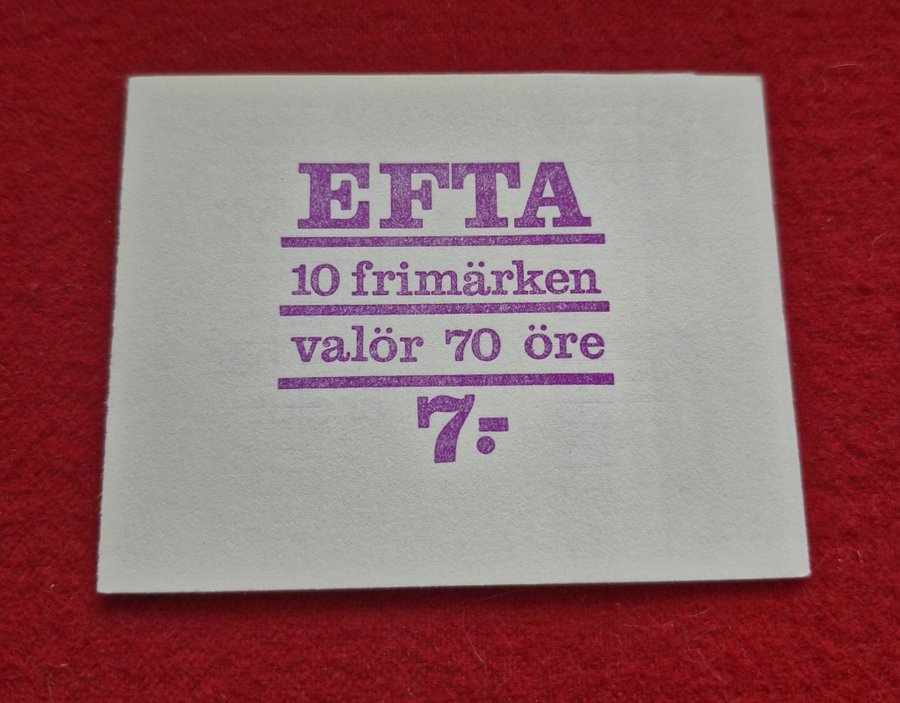 EFTA
10 frimärken
valör 70 öre
7.-